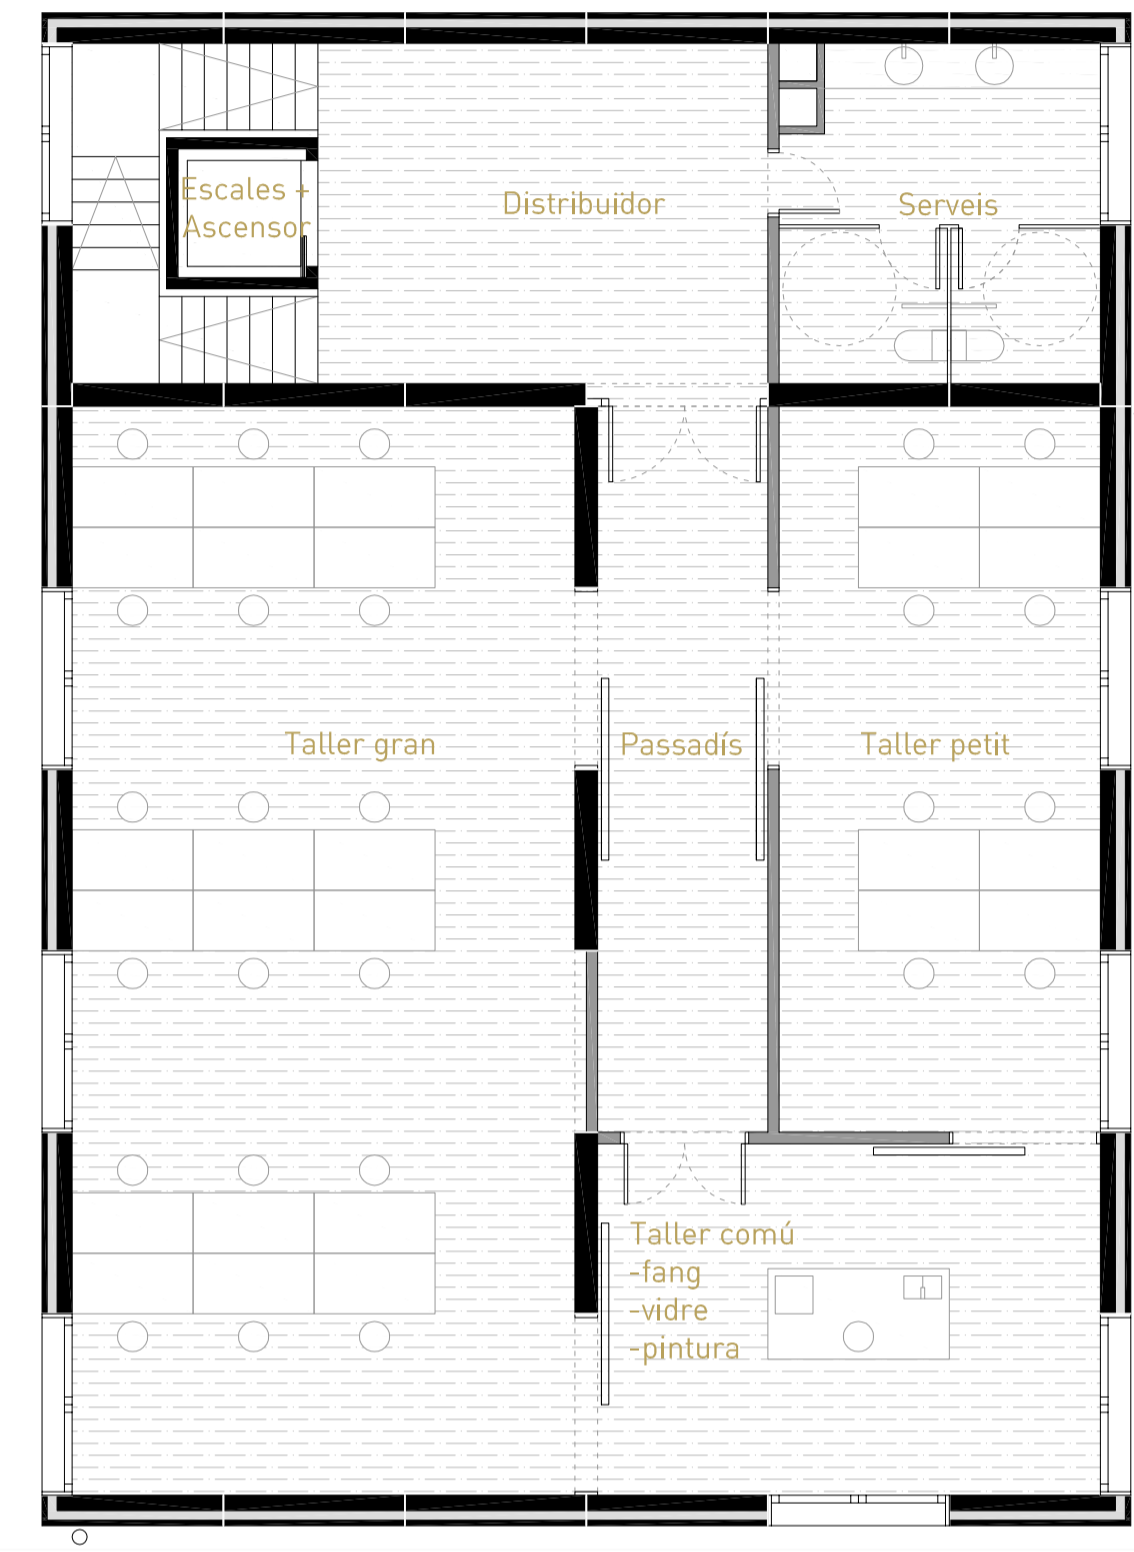 Escales +
Ascensor
Distribuïdor
Serveis
Taller gran
Passadís
Taller petit
Taller comú
-fang
-vidre
-pintura